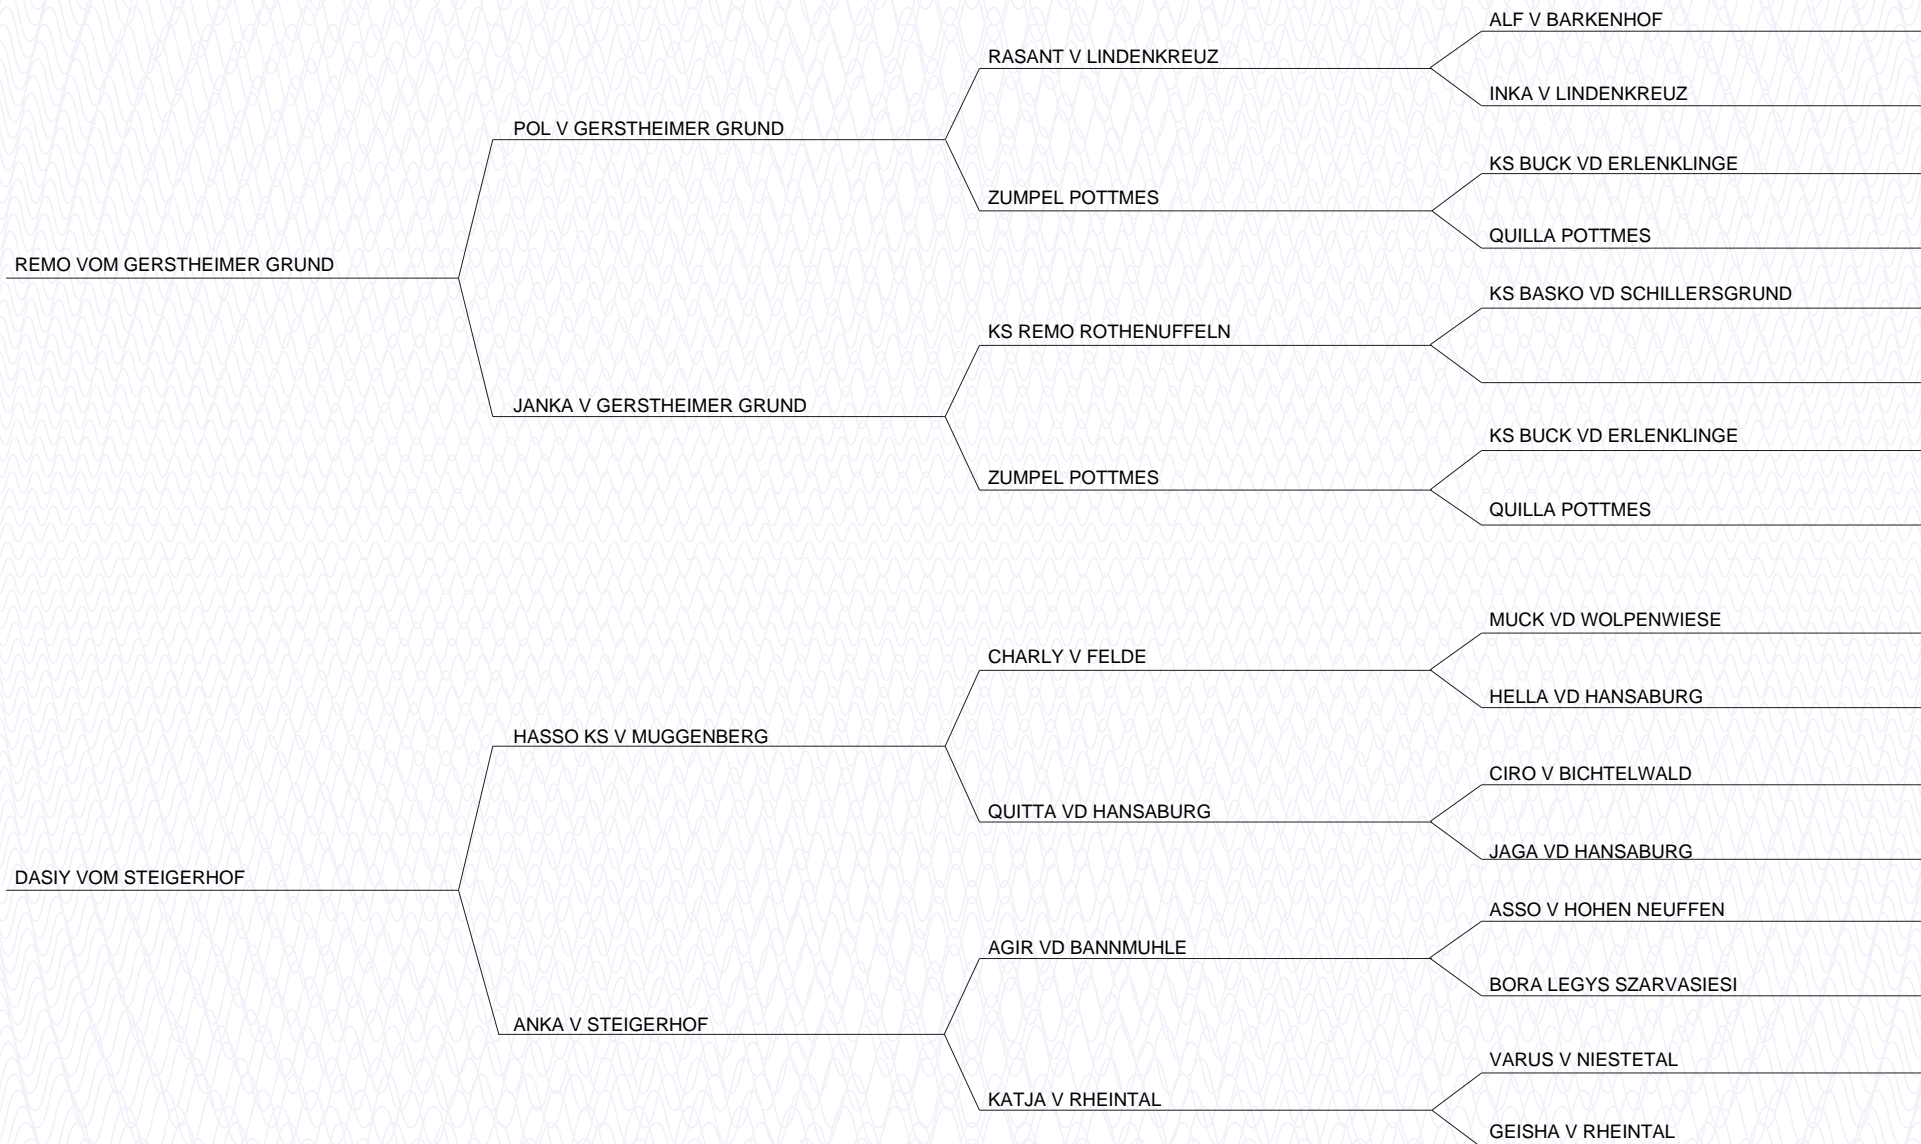 ALF V BARKENHOF
RASANT V LINDENKREUZ
INKA V LINDENKREUZ
POL V GERSTHEIMER GRUND
KS BUCK VD ERLENKLINGE
ZUMPEL POTTMES
QUILLA POTTMES
REMO VOM GERSTHEIMER GRUND
KS BASKO VD SCHILLERSGRUND
KS REMO ROTHENUFFELN
JANKA V GERSTHEIMER GRUND
KS BUCK VD ERLENKLINGE
ZUMPEL POTTMES
QUILLA POTTMES
MUCK VD WOLPENWIESE
CHARLY V FELDE
HELLA VD HANSABURG
HASSO KS V MUGGENBERG
CIRO V BICHTELWALD
QUITTA VD HANSABURG
JAGA VD HANSABURG
DASIY VOM STEIGERHOF
ASSO V HOHEN NEUFFEN
AGIR VD BANNMUHLE
BORA LEGYS SZARVASIESI
ANKA V STEIGERHOF
VARUS V NIESTETAL
KATJA V RHEINTAL
GEISHA V RHEINTAL